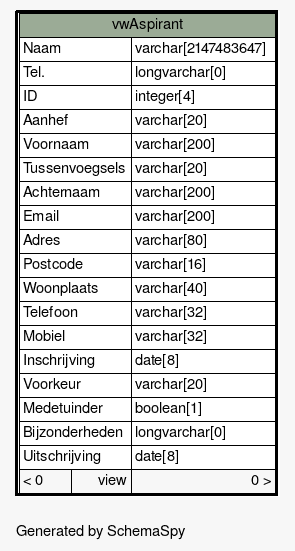 vwAspirant
Naam varchar[2147483647]
Tel. longvarchar[0]
ID integer[4]
Aanhef varchar[20]
Voornaam varchar[200]
Tussenvoegsels varchar[20]
Achternaam varchar[200]
Email varchar[200]
Adres varchar[80]
Postcode varchar[16]
Woonplaats varchar[40]
Telefoon varchar[32]
Mobiel varchar[32]
Inschrijving date[8]
Voorkeur varchar[20]
Medetuinder boolean[1]
Bijzonderheden longvarchar[0]
Uitschrijving date[8]
< 0 view 0 >
Generated by SchemaSpy